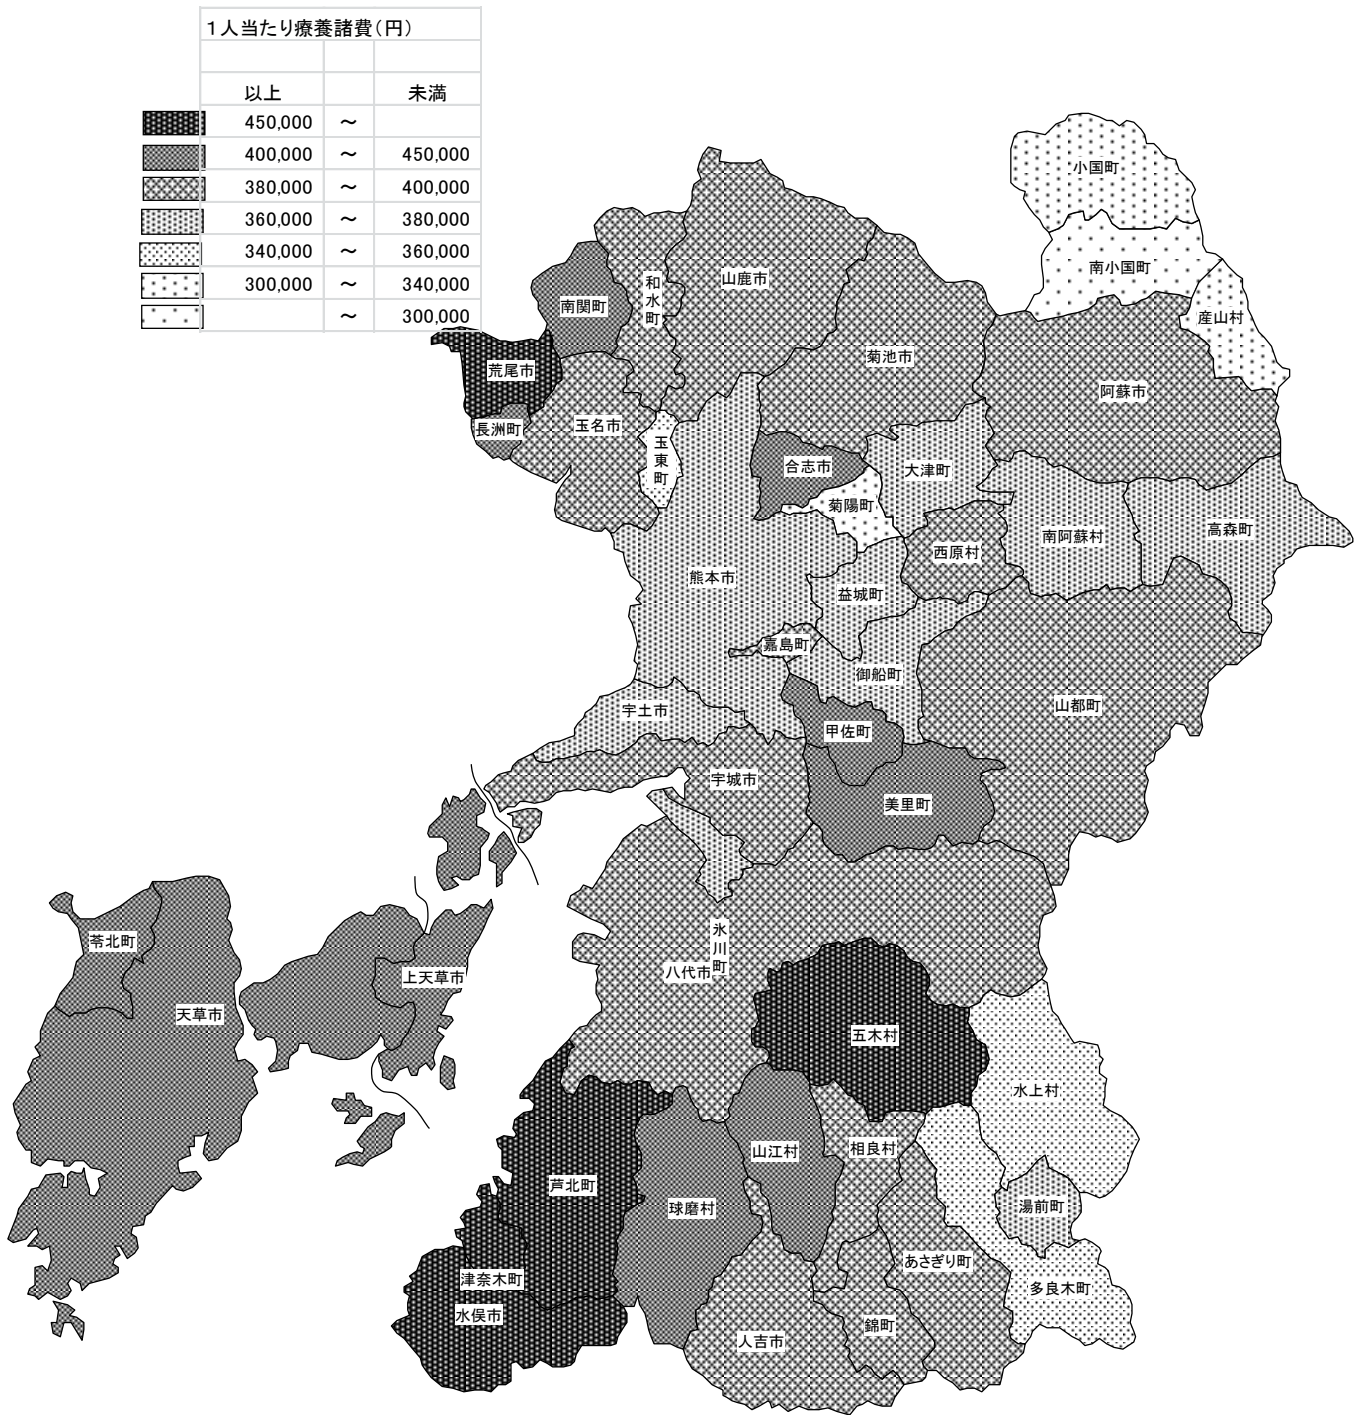 １人当たり療養諸費（円）
以上 未満
450,000 ～
400,000 ～ 450,000
380,000 ～ 400,000
360,000 ～ 380,000
340,000 ～ 360,000
300,000 ～ 340,000
～ 300,000
小国町
南小国町
産山村
山鹿市
和水町
南関町
荒尾市
菊池市
阿蘇市
長洲町
玉名市
玉東町
合志市
大津町
菊陽町
高森町
南阿蘇村
西原村
熊本市
益城町
嘉島町
御船町
山都町
宇土市
甲佐町
宇城市
美里町
氷川町
八代市
苓北町
上天草市
天草市
五木村
水上村
相良村
山江村
芦北町
球磨村
湯前町
あさぎり町
津奈木町
多良木町
水俣市
錦町
人吉市